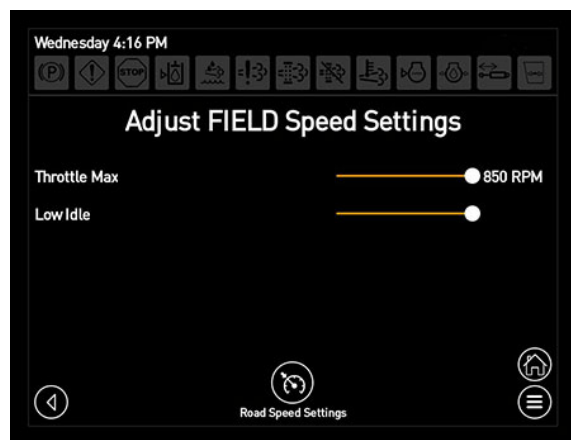 Wednesday 4:16 PM
(P)
STOP
Adjust FIELD Speed Settings
Throttle Max 850 RPM
Low Idle
Road Speed Settings